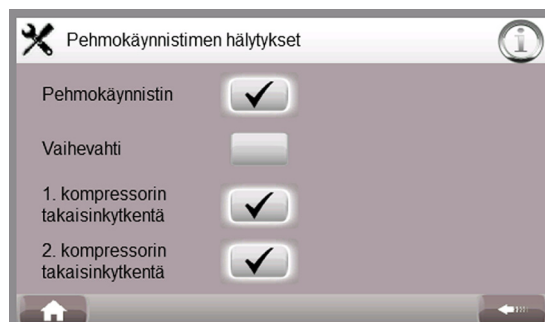 Pehmokäynnistimen hälytykset
Pehmokäynnistin
Vaihevahti
1. kompressorin
takaisinkytkentä
2. kompressorin
takaisinkytkentä